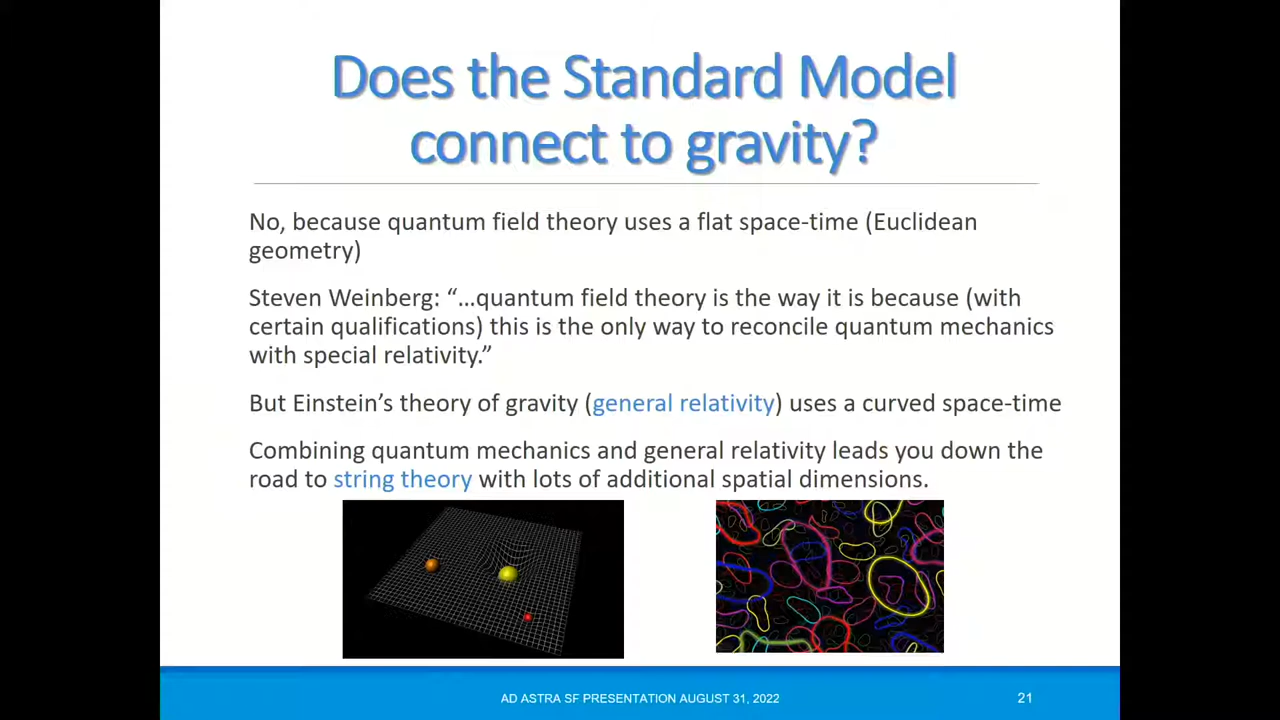 Does the Standard Model
connect to gravity?
No, because quantum field theory uses a flat space-time (Euclidean
geometry)
Steven Weinberg: “…quantum field theory is the way it is because (with
certain qualifications) this is the only way to reconcile quantum mechanics
with special relativity.”
But Einstein’s theory of gravity (general relativity) uses a curved space-time
Combining quantum mechanics and general relativity leads you down the
road to string theory with lots of additional spatial dimensions.
AD ASTRA SF PRESENTATION AUGUST 31, 2022
21